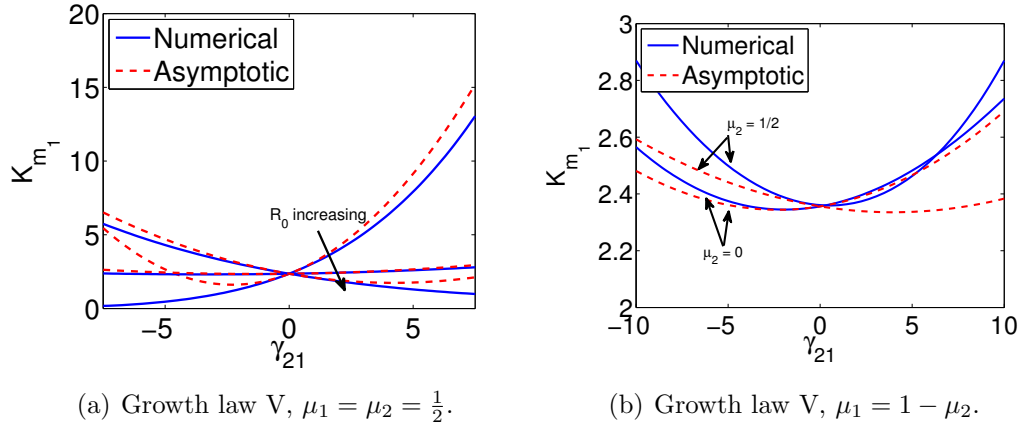 20
15
10
5
0
K_{m_1}
Numerical
Asymptotic
R_0 increasing
−5
0
5
γ_{21}
(a) Growth law V, μ_1 = μ_2 = \frac{1}{2}.
3
2.8
2.6
2.4
2.2
2
K_{m_1}
Numerical
Asymptotic
μ_2 = 1/2
μ_2 = 0
-10
−5
0
5
10
γ_{21}
(b) Growth law V, μ_1 = 1 − μ_2.